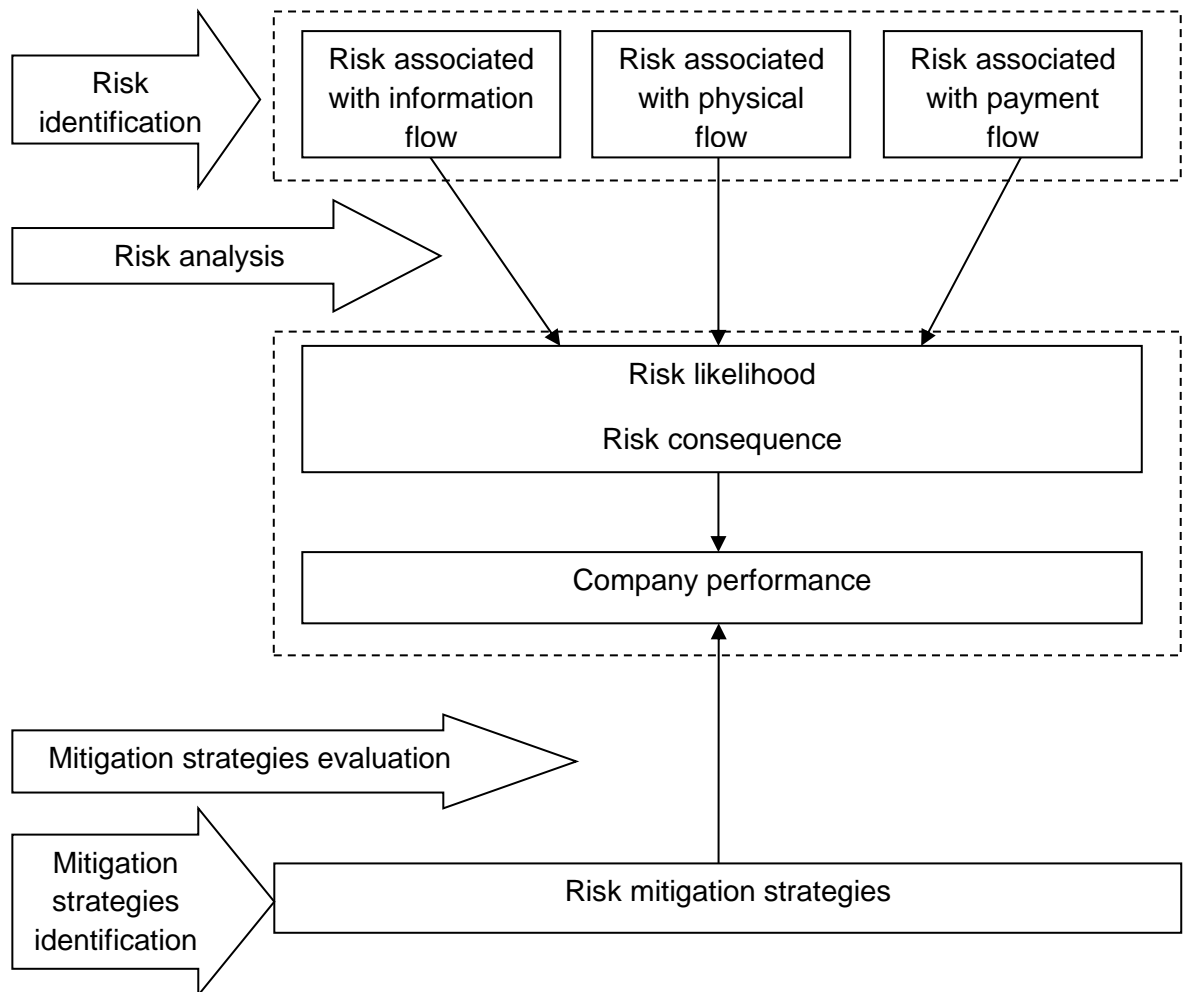 Risk
identification
Risk associated
with information
flow
Risk associated
with physical
flow
Risk associated
with payment
flow
Risk analysis
Risk likelihood
Risk consequence
Company performance
Mitigation strategies evaluation
Mitigation
strategies
identification
Risk mitigation strategies